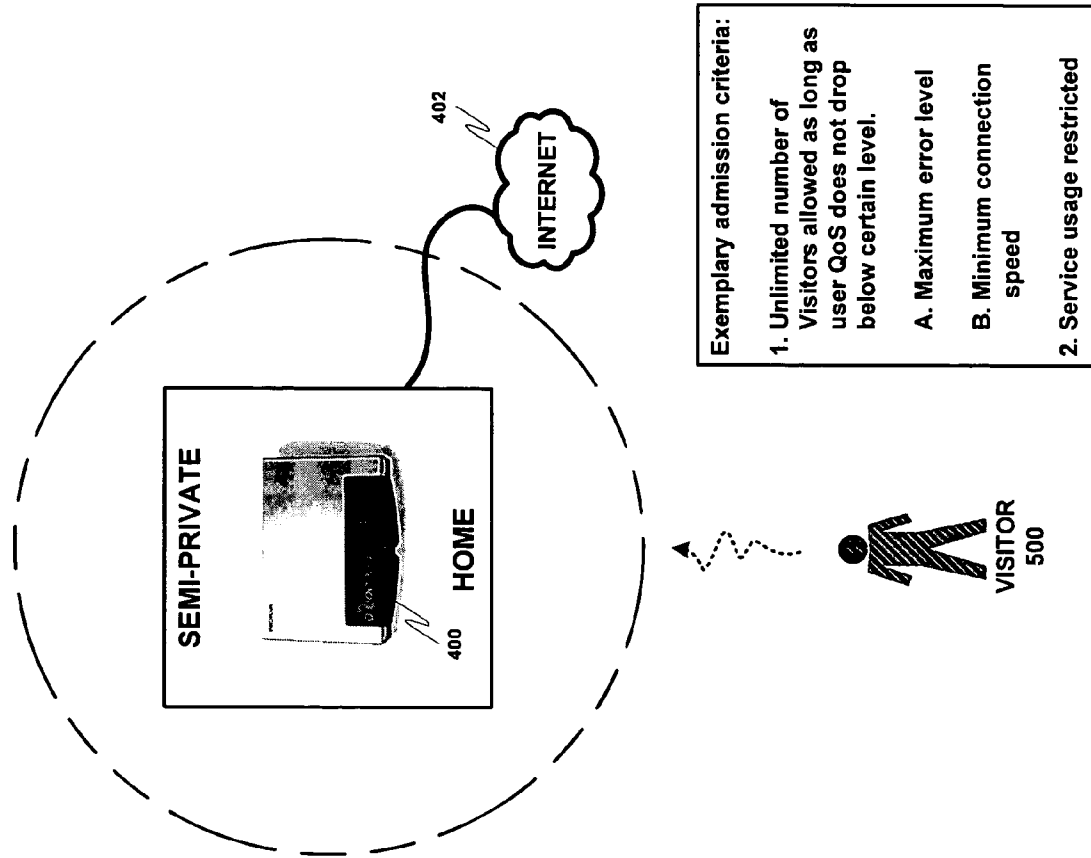 SEMI-PRIVATE
HOME
400
402
INTERNET
VISITOR
500
Exemplary admission criteria:
1. Unlimited number of
Visitors allowed as long as
user QoS does not drop
below certain level.
A. Maximum error level
B. Minimum connection
speed
2. Service usage restricted